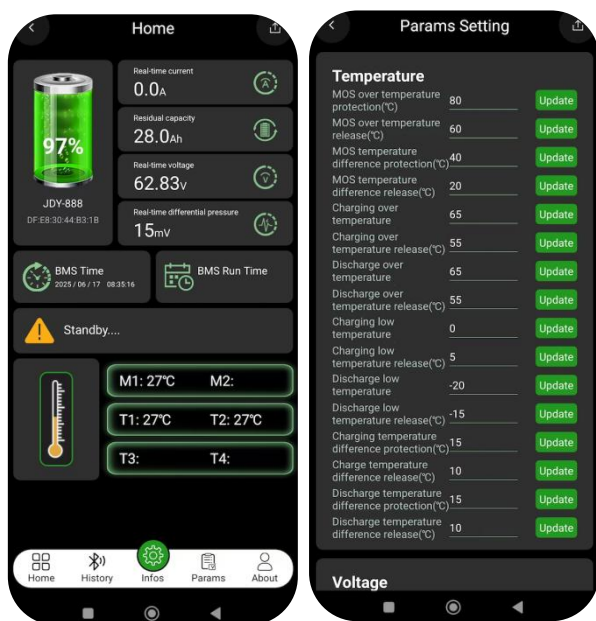 Home
97%
JDY-888
DF:E8:30:44:B3:1B
Real-time current
0.0A
Residual capacity
28.0Ah
Real-time voltage
62.83v
Real-time differential pressure
15mV
BMS Time
2025 / 06 / 17 08:35:16
BMS Run Time
Standby....
M1: 27℃ M2:
T1: 27℃ T2: 27℃
T3: T4:
Home History Infos Params About
Params Setting
Temperature
MOS over temperature
protection(℃) 80 Update
MOS over temperature
release(℃) 60 Update
MOS temperature
difference protection(℃) 40 Update
MOS temperature
difference release(℃) 20 Update
Charging over
temperature 65 Update
Charging over
temperature release(℃) 55 Update
Discharge over
temperature 65 Update
Discharge over
temperature release(℃) 55 Update
Charging low
temperature 0 Update
Charging low
temperature release(℃) 5 Update
Discharge low
temperature -20 Update
Discharge low
temperature release(℃) -15 Update
Charging temperature
difference protection(℃) 15 Update
Charge temperature
difference release(℃) 10 Update
Discharge temperature
difference protection(℃) 15 Update
Discharge temperature
difference release(℃) 10 Update
Voltage